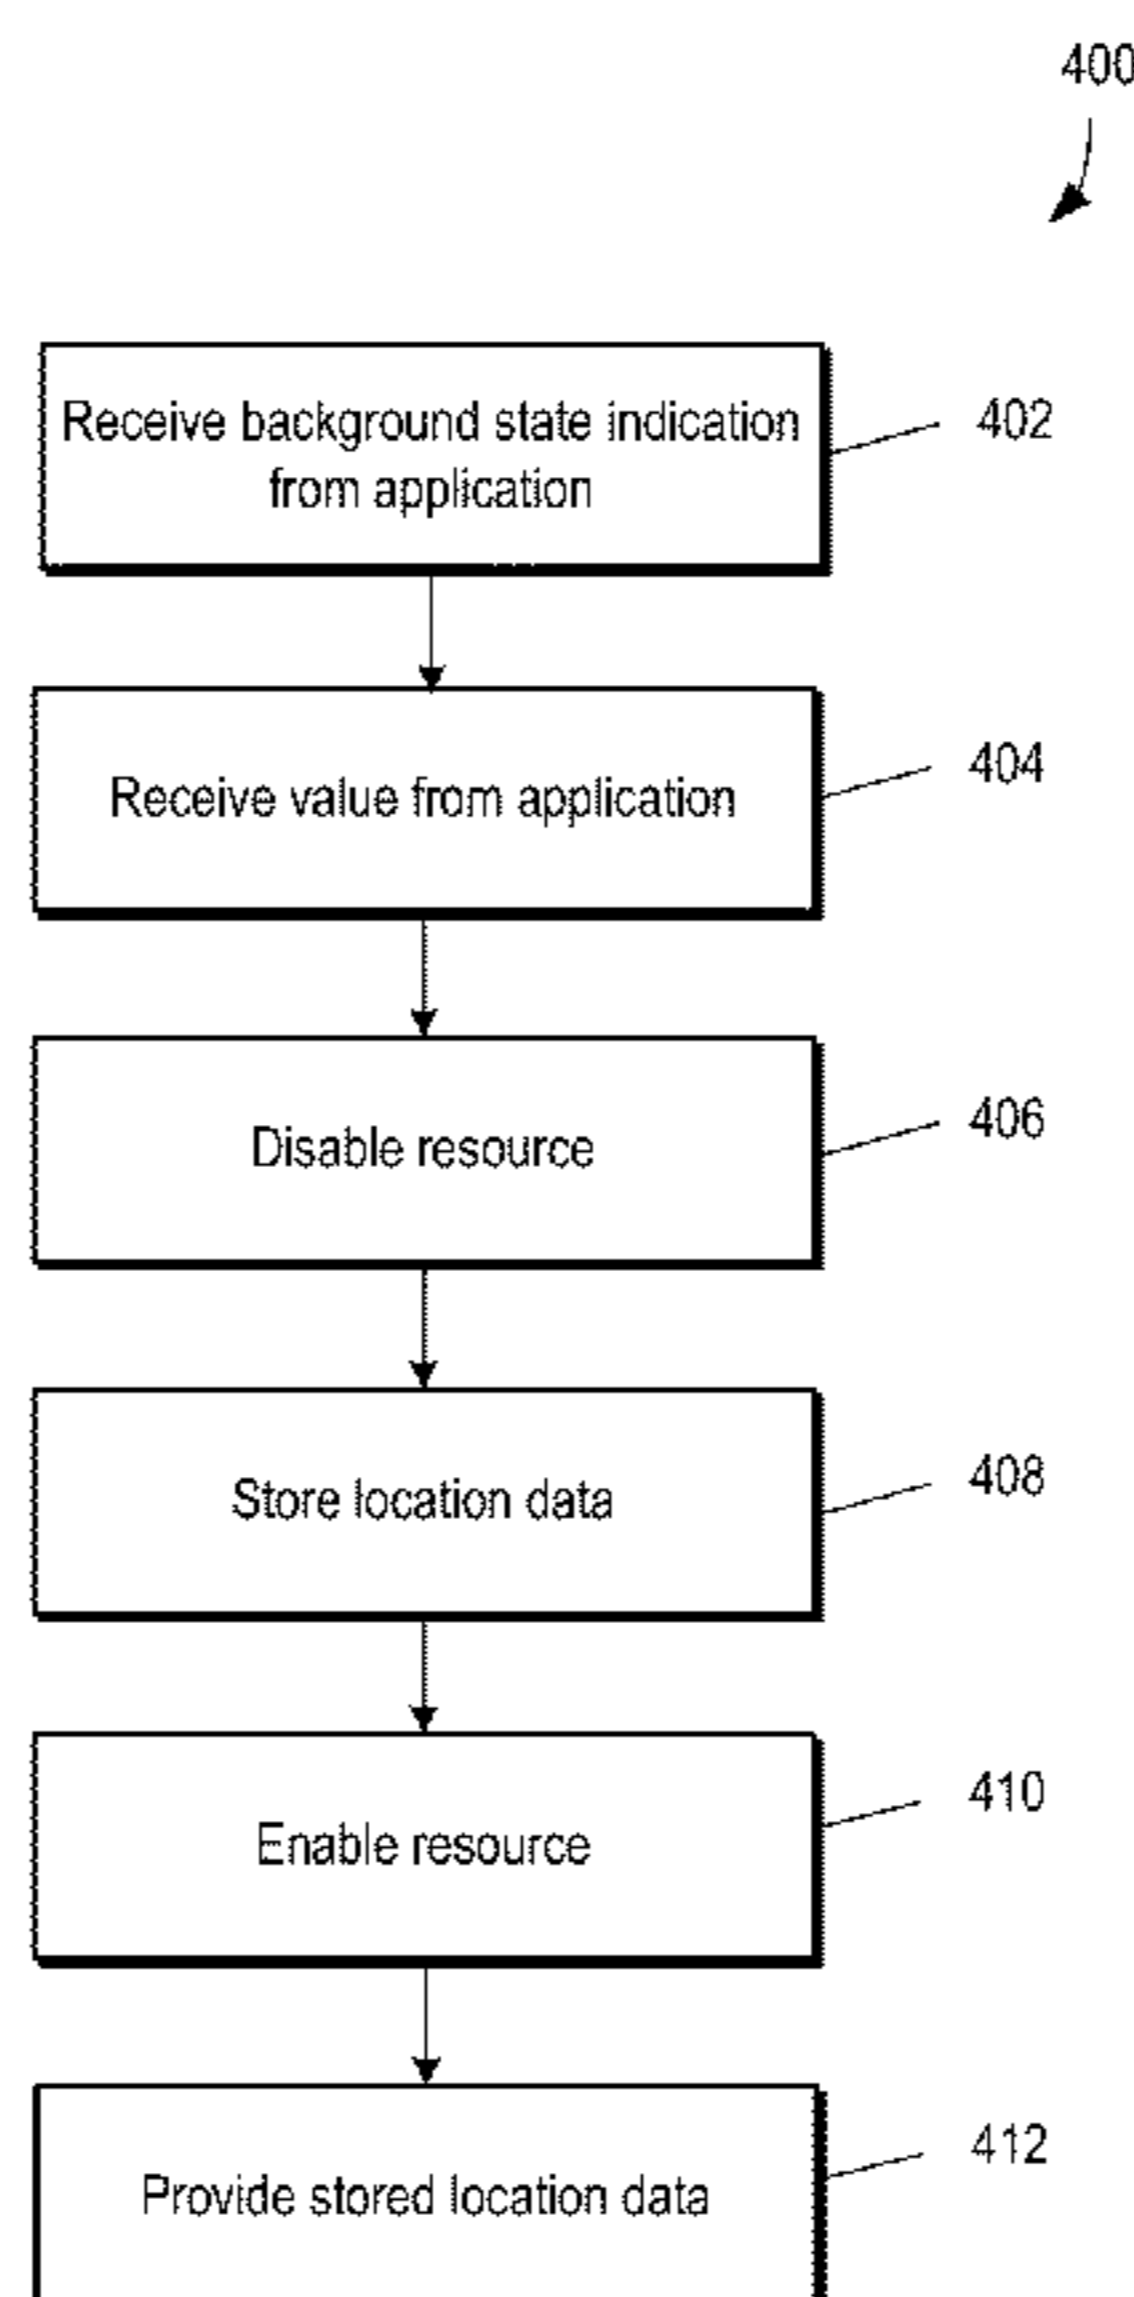 400
Receive background state indication
from application
402
Receive value from application
404
Disable resource
406
Store location data
408
Enable resource
410
Provide stored location data
412